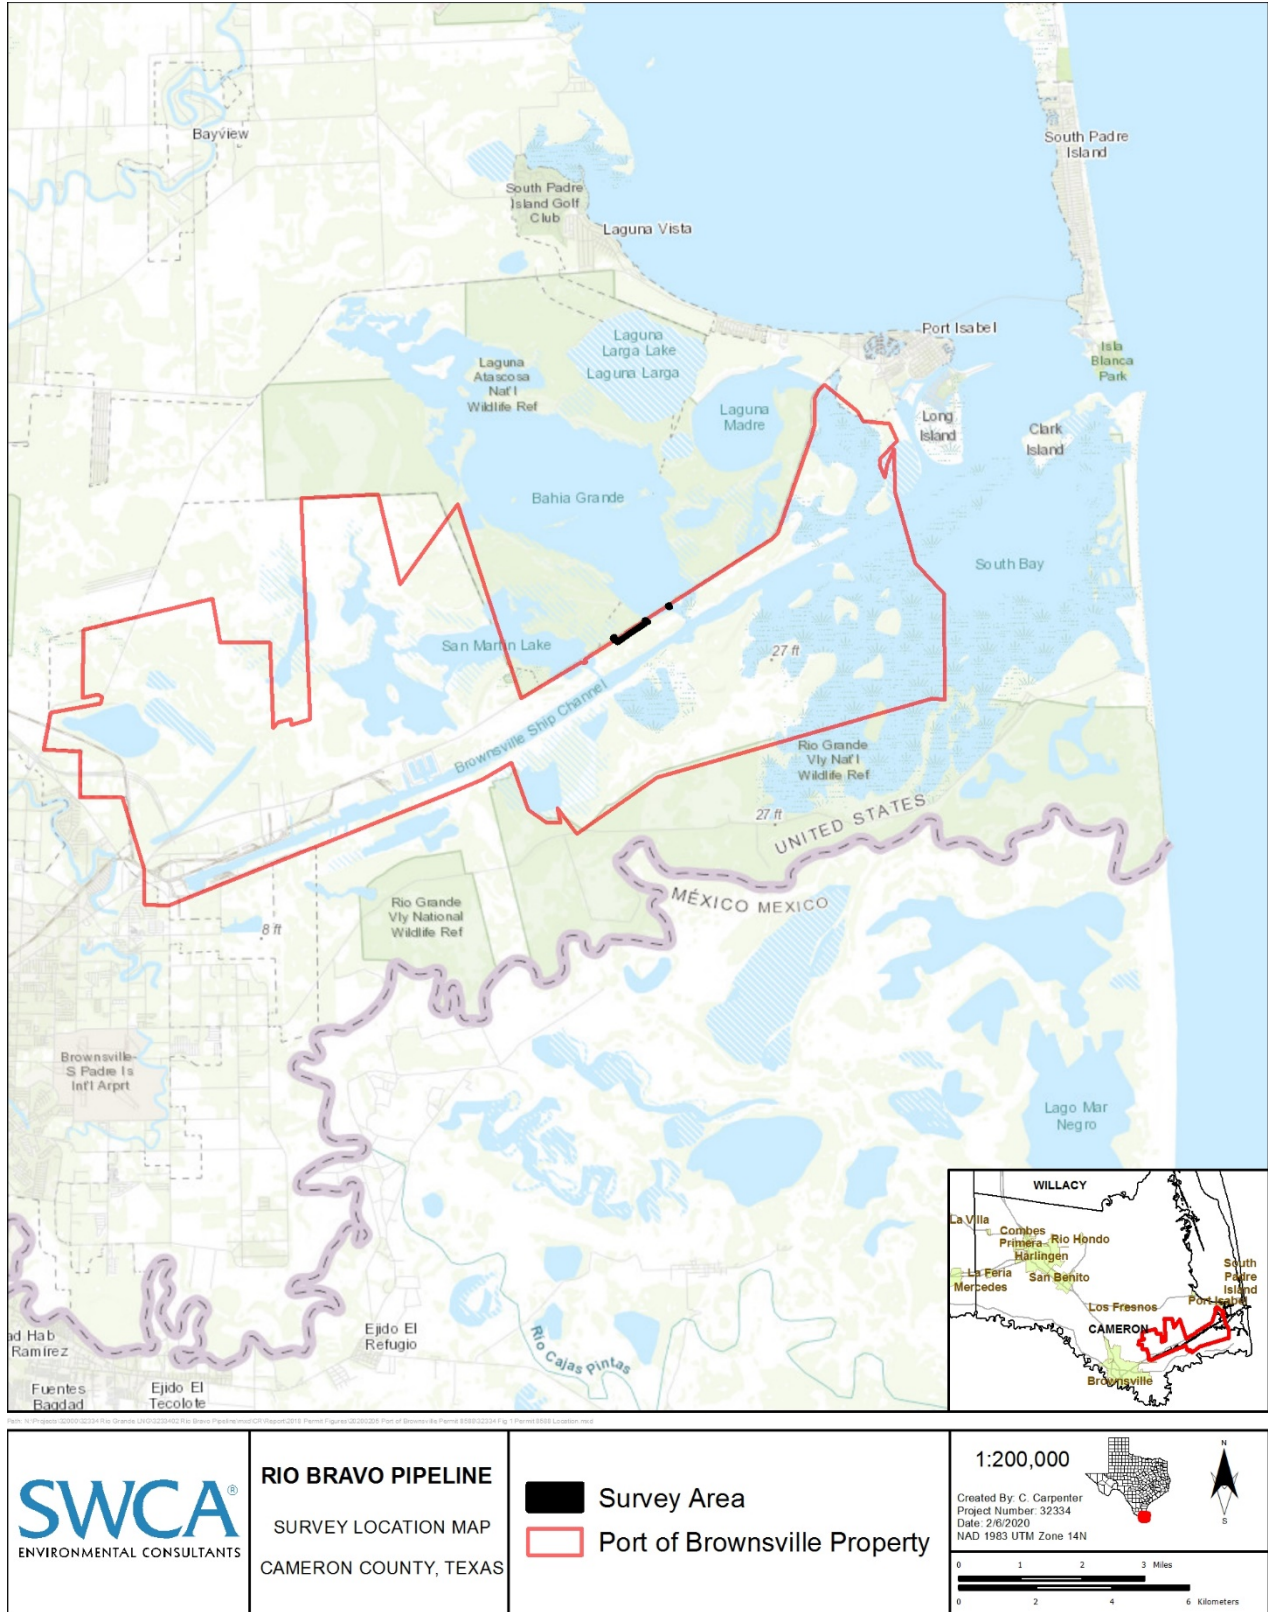 Bayview
South Padre
Island
South Padre
Island Golf
Club
Laguna Vista
Port Isabel
Laguna
Larga Lake
Laguna Larga
Isla
Blanca
Park
Laguna
Atascosa
Nat'l
Wildlife Ref
Laguna
Madre
Long
Island
Clark
Island
Bahia Grande
South Bay
San Martin Lake
27 ft
Brownsville Ship Channel
Rio Grande
Vly Nat'l
Wildlife Ref
27 ft
UNITED STATES
MÉXICO MEXICO
Rio Grande
Vly National
Wildlife Ref
8 ft
Brownsville-
S Padre Is
Int'l Arprt
Lago Mar
Negro
Ejido El
Refugio
Rio Cajas Pintas
ad Hab
Ramírez
Fuentes
Bagdad
Ejido El
Tecolote
WILLACY
La Villa
Combes
Primera
Rio Hondo
Harlingen
La Feria
Mercedes
San Benito
South
Padre
Island
Port Isabel
Los Fresnos
CAMERON
Brownsville
SWCA®
ENVIRONMENTAL CONSULTANTS
RIO BRAVO PIPELINE
SURVEY LOCATION MAP
CAMERON COUNTY, TEXAS
Survey Area
Port of Brownsville Property
1:200,000
Created By: C. Carpenter
Project Number: 32334
Date: 2/6/2020
NAD 1983 UTM Zone 14N
N
S
0 1 2 3 Miles
0 2 4 6 Kilometers